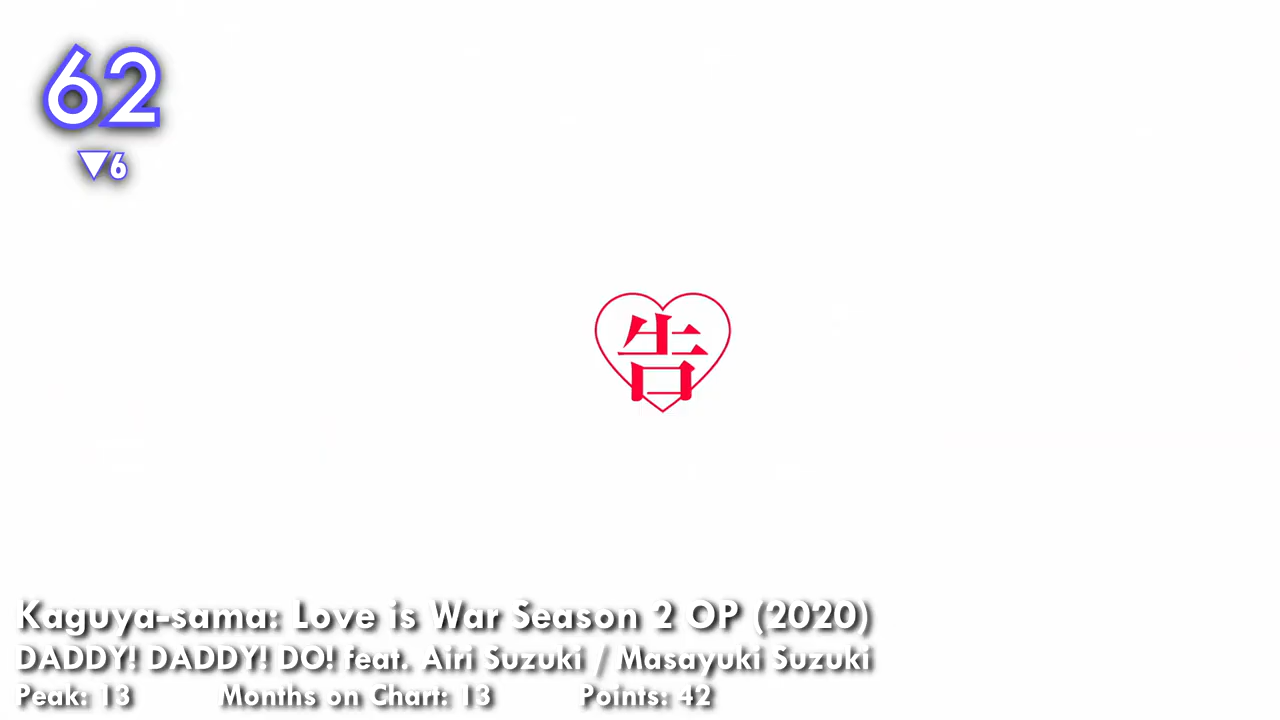 62
▼6
告
Kaguya-sama: Love is War Season 2 OP (2020)
DADDY! DADDY! DO! feat. Airi Suzuki / Masayuki Suzuki
Peak: 13 Months on Chart: 13 Points: 42